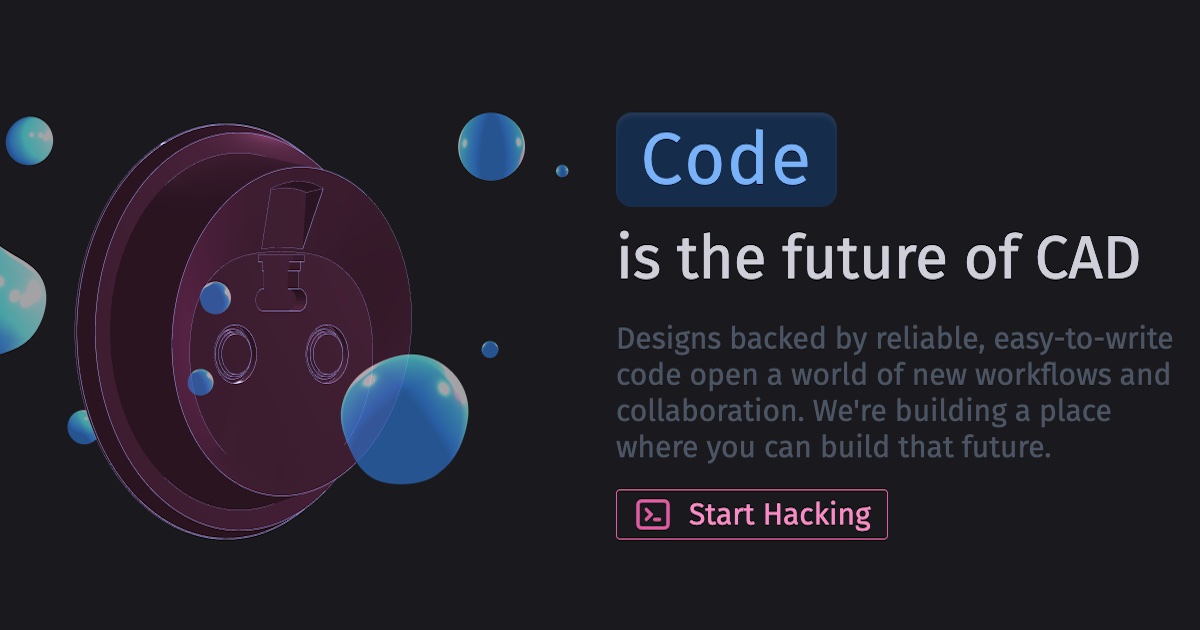 Code
is the future of CAD
Designs backed by reliable, easy-to-write
code open a world of new workflows and
collaboration. We're building a place
where you can build that future.
Start Hacking